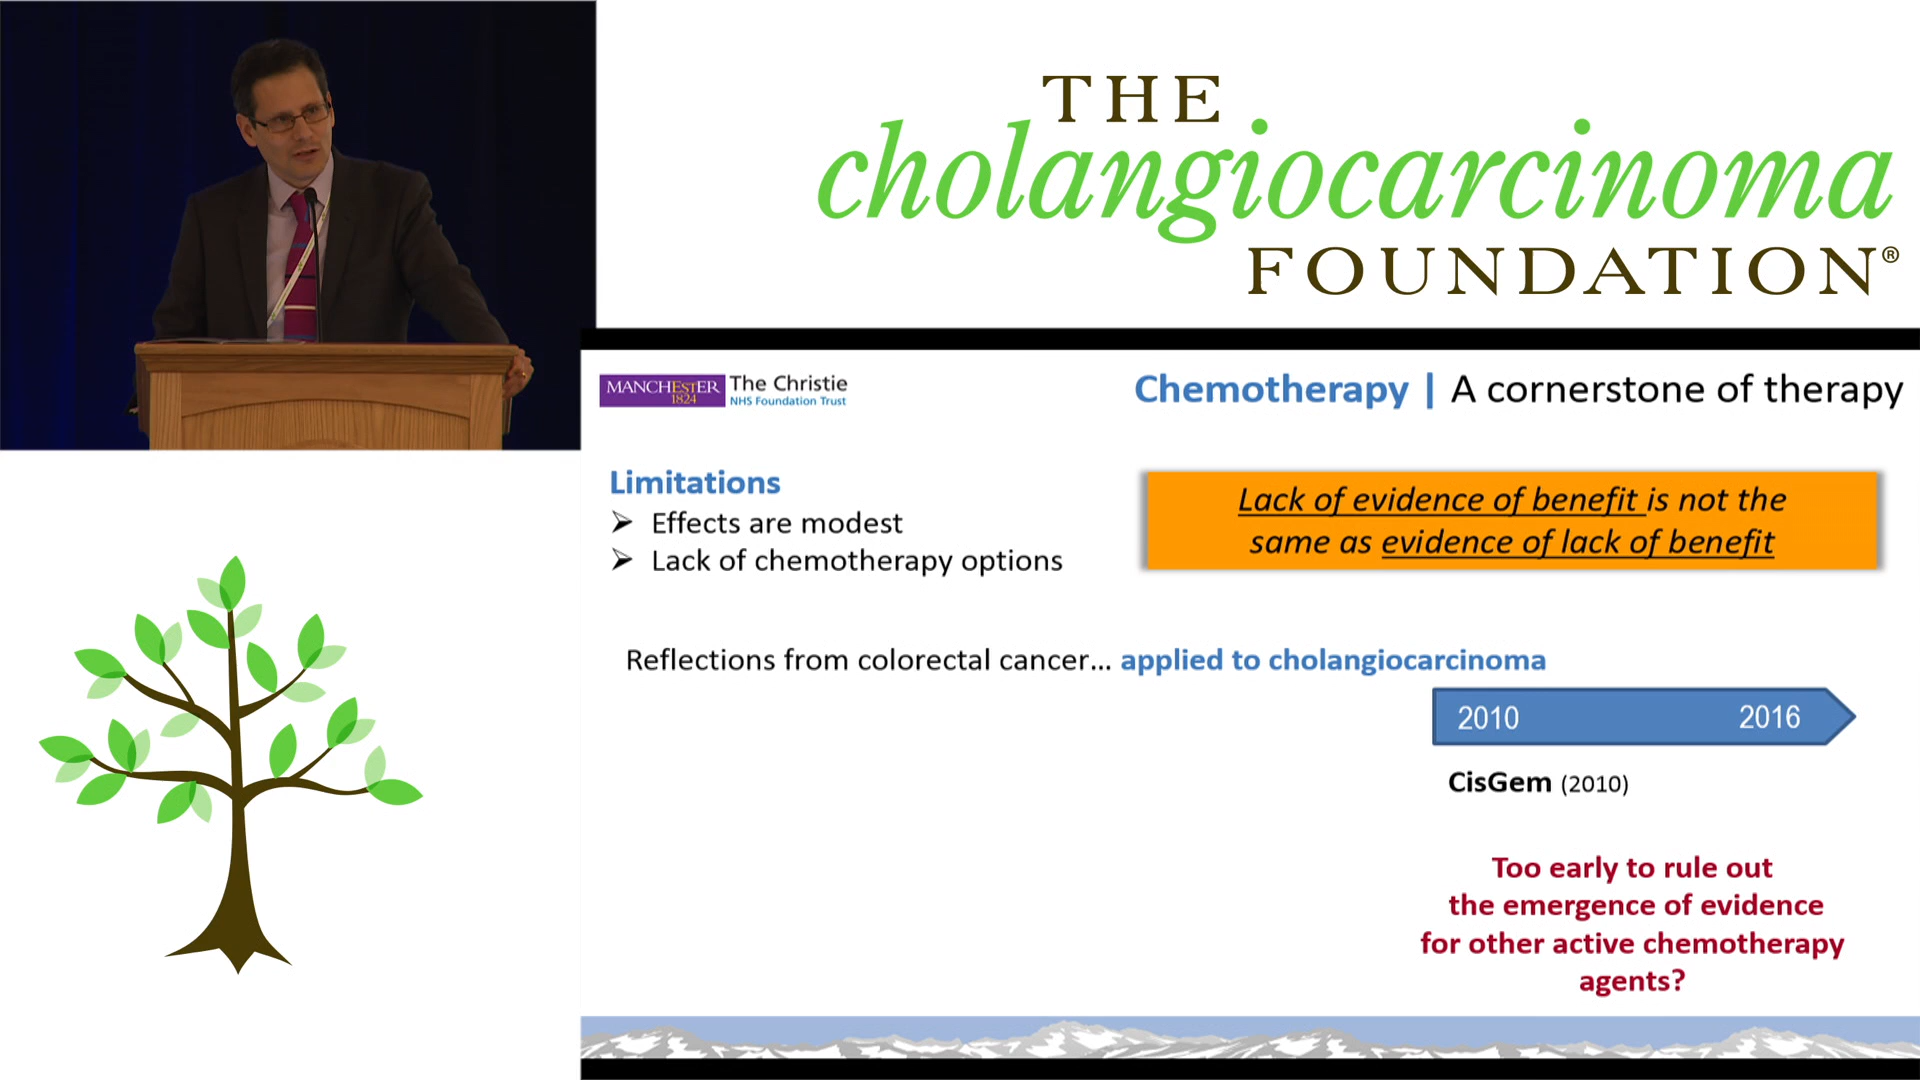 THE
cholangiocarcinoma
FOUNDATION®
MANCHESTER
1824
The Christie
NHS Foundation Trust
Chemotherapy | A cornerstone of therapy
Limitations
➢ Effects are modest
➢ Lack of chemotherapy options
Lack of evidence of benefit is not the
same as evidence of lack of benefit
Reflections from colorectal cancer... applied to cholangiocarcinoma
2010 2016
CisGem (2010)
Too early to rule out
the emergence of evidence
for other active chemotherapy
agents?